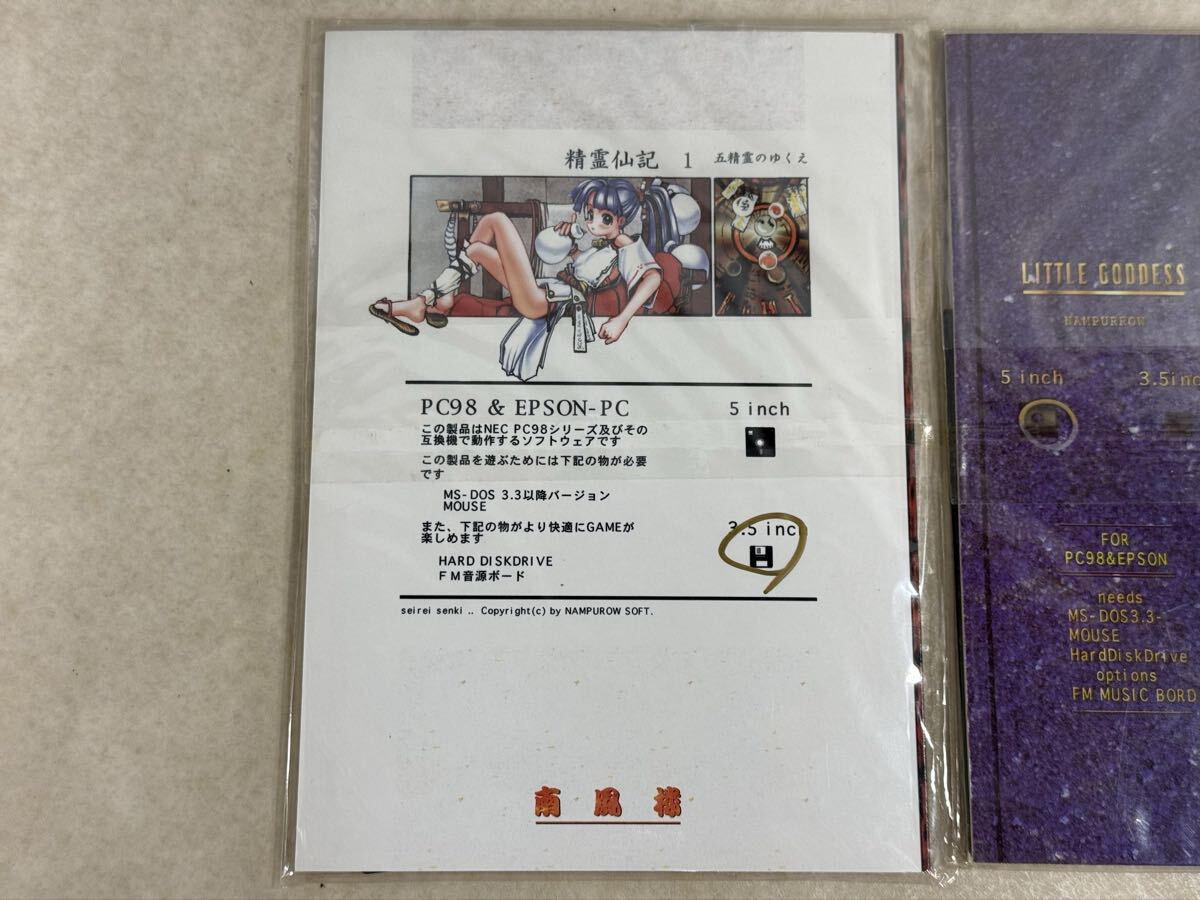 精霊仙記 1 五精霊のゆくえ
PC98 & EPSON-PC
この製品はNEC PC98シリーズ及びその
互換機で動作するソフトウェアです
この製品を遊ぶためには下記の物が必要
です
MS-DOS 3.3以降バージョン
MOUSE
また、下記の物がより快適にGAMEが
楽しめます
HARD DISKDRIVE
FM音源ボード
5 inch
3.5 inch
seirei senki .. Copyright(c) by NAMPUROW SOFT.
LITTLE GODDESS
NAMPURROW
5 inch
3.5inc
FOR
PC98&EPSON
needs
MS-DOS3.3-
MOUSE
HardDiskDrive
options
FM MUSIC BORD